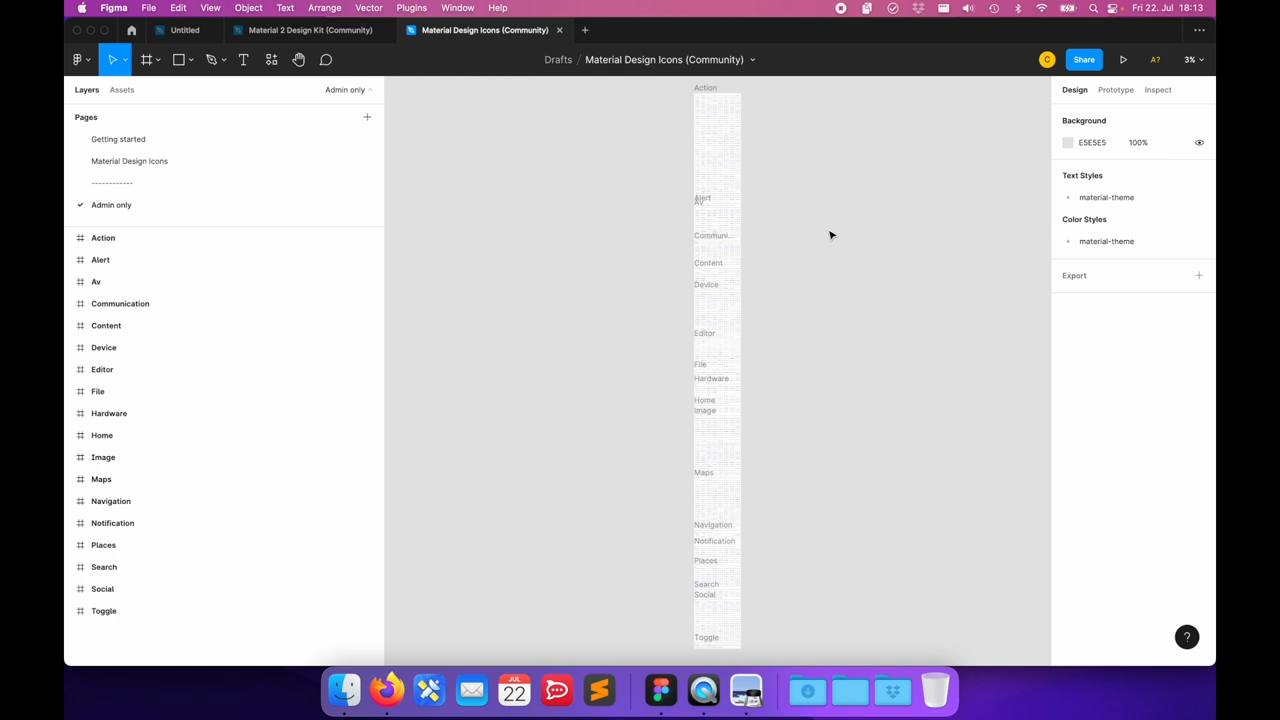 Figma File Edit View Object Text Arrange Vector Plugins Window Help Fri 22. Jul 18:13
Untitled Material 2 Design Kit (Community) Material Design Icons (Community)
Drafts / Material Design Icons (Community) C Share A? 3%
Layers Assets Admin only
Pages
Getting started
Material Design Icons
------------
Admin only
Action
Alert
Av
Communication
Content
Device
Editor
File
Hardware
Home
Image
Maps
Navigation
Notification
Places
Search
Social
Toggle
Action
Alert
Av
Communi...
Content
Device
Editor
File
Hardware
Home
Image
Maps
Navigation
Notification
Places
Search
Social
Toggle
Design Prototype Inspect
Background
E5E5E5 100%
Text Styles
material-theme
Color Styles
material-theme
Export
?
JUL
22